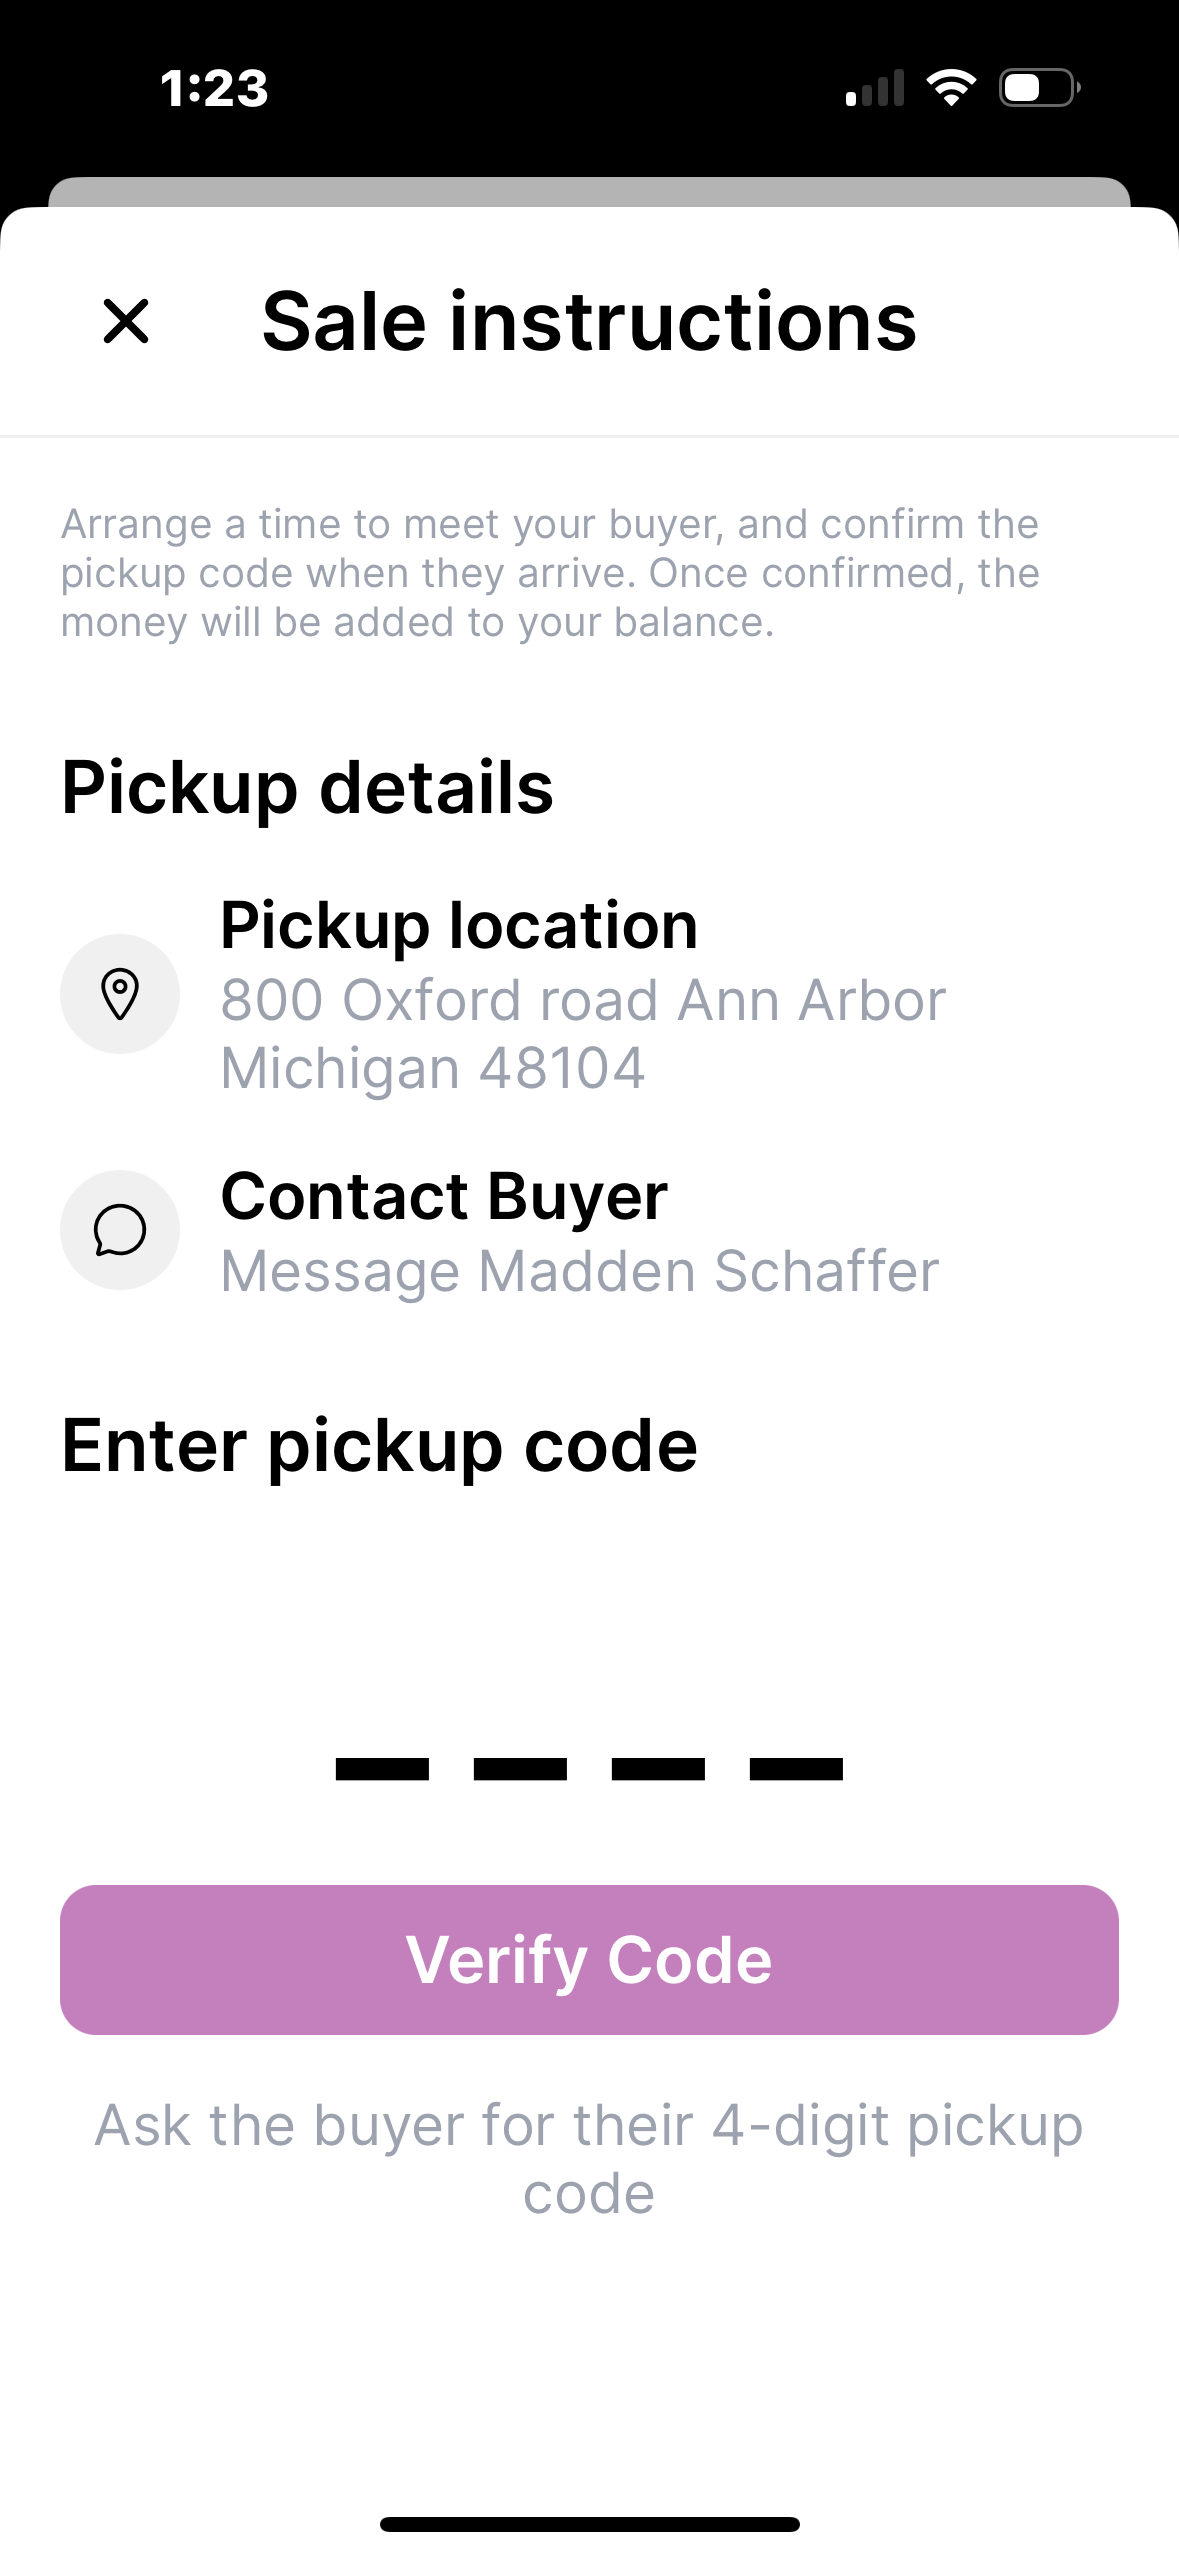 1:23
Sale instructions
Arrange a time to meet your buyer, and confirm the
pickup code when they arrive. Once confirmed, the
money will be added to your balance.
Pickup details
Pickup location
800 Oxford road Ann Arbor
Michigan 48104
Contact Buyer
Message Madden Schaffer
Enter pickup code
Verify Code
Ask the buyer for their 4-digit pickup
code